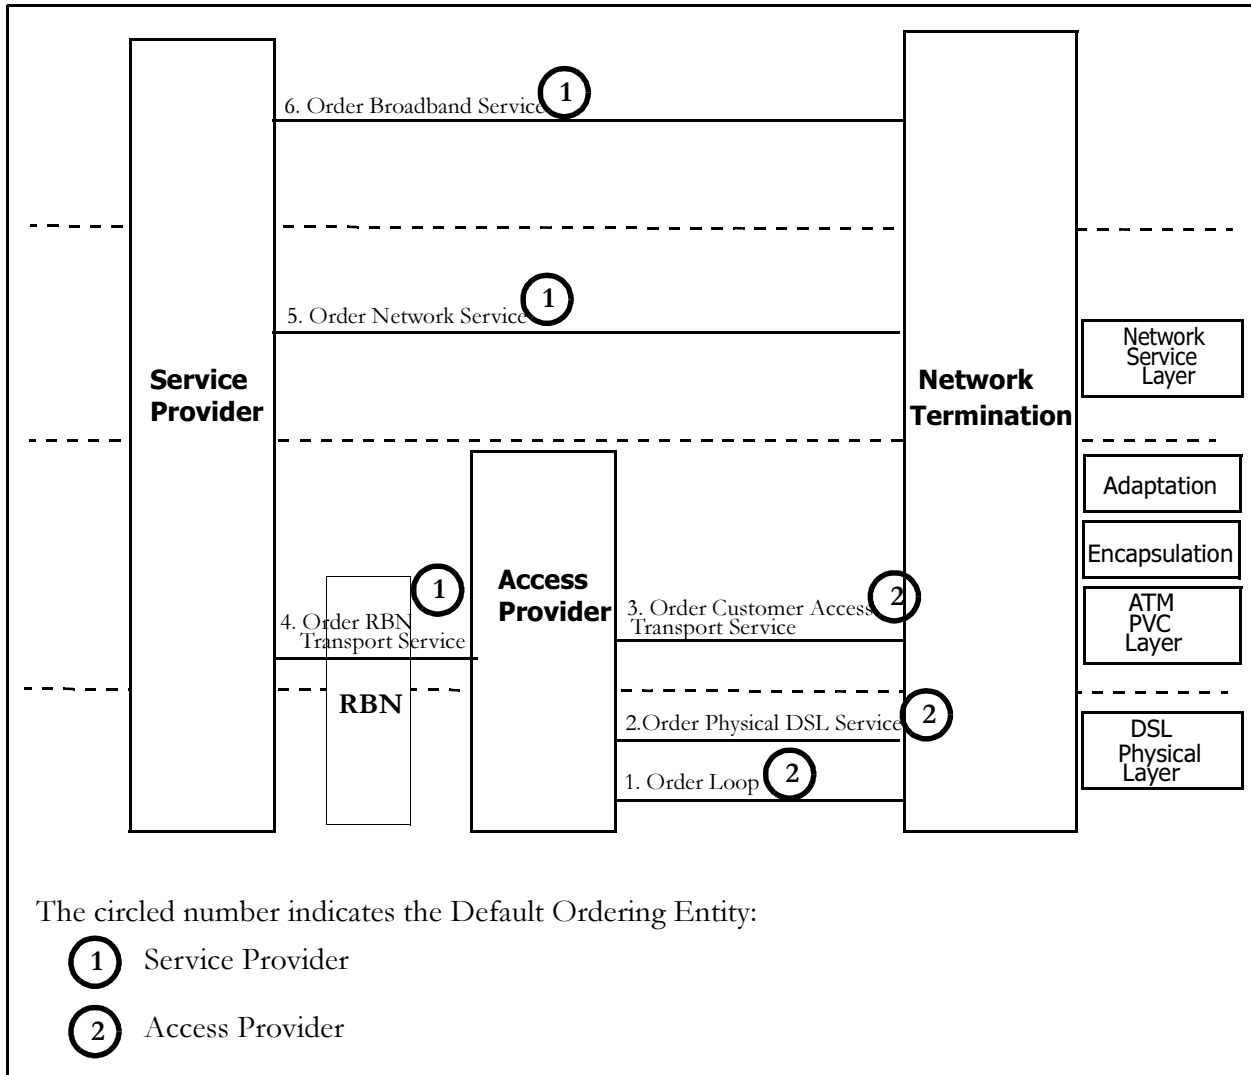 1
6. Order Broadband Service
1
5. Order Network Service
Network
Service
Layer
Service
Provider
Network
Termination
Adaptation
Encapsulation
Access
Provider
1
4. Order RBN
Transport Service
2
3. Order Customer Access
Transport Service
ATM
PVC
Layer
RBN
2
2.Order Physical DSL Service
2
1. Order Loop
DSL
Physical
Layer
The circled number indicates the Default Ordering Entity:
1 Service Provider
2 Access Provider